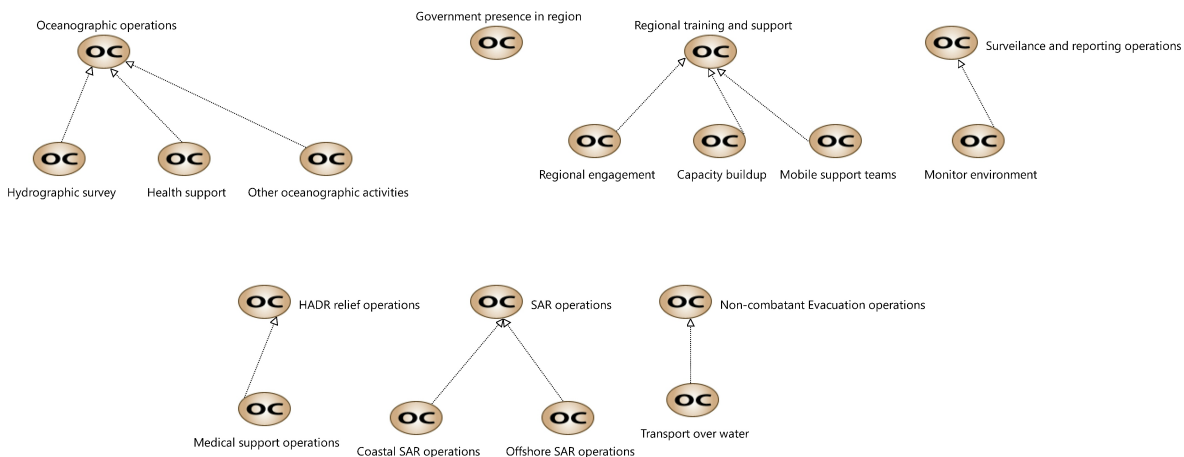 Oceanographic operations
OC
Government presence in region
OC
Regional training and support
OC
OC
Surveilance and reporting operations
OC
Hydrographic survey
OC
Health support
OC
Other oceanographic activities
OC
Regional engagement
OC
Capacity buildup
OC
Mobile support teams
OC
Monitor environment
OC
HADR relief operations
OC
SAR operations
OC
Non-combatant Evacuation operations
OC
Medical support operations
OC
Coastal SAR operations
OC
Offshore SAR operations
OC
Transport over water